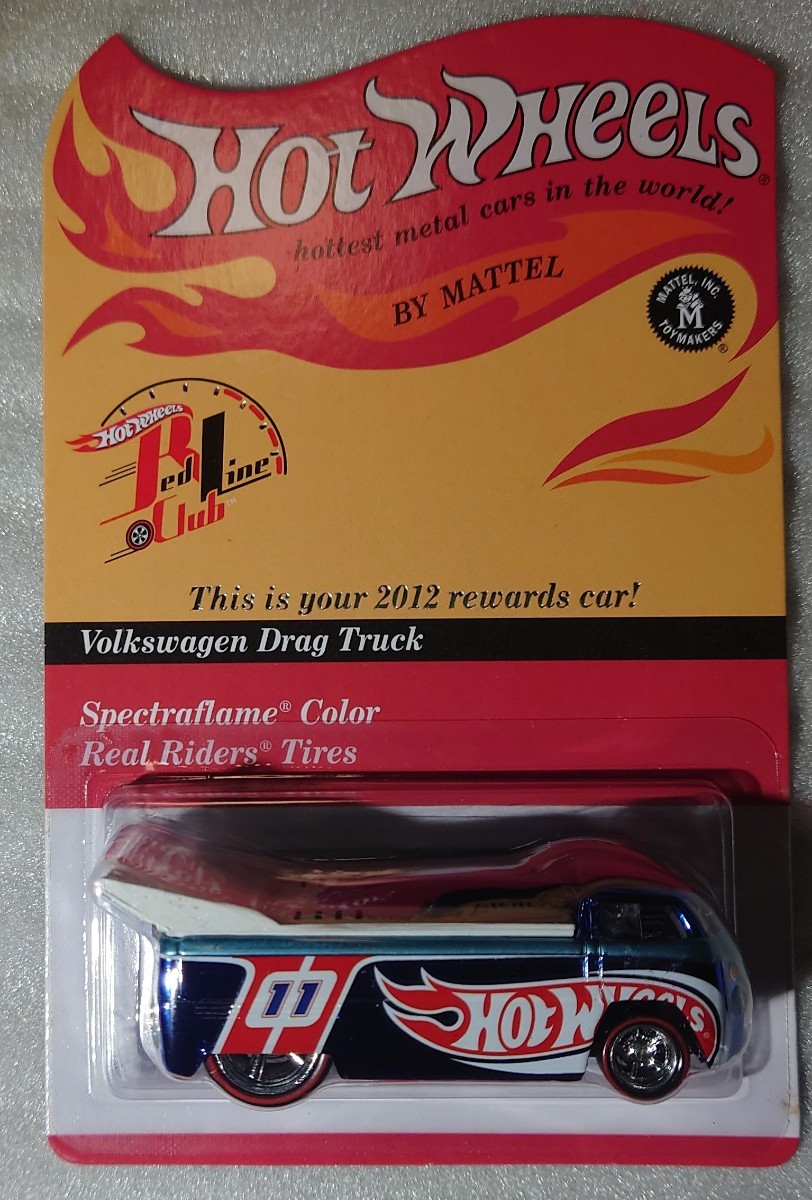 Hot Wheels®
hottest metal cars in the world!
BY MATTEL
MATTEL, INC.
M
TOYMAKERS®
Hot Wheels
Red Line
Club™
This is your 2012 rewards car!
Volkswagen Drag Truck
Spectraflame® Color
Real Riders® Tires
11
Hot Wheels®